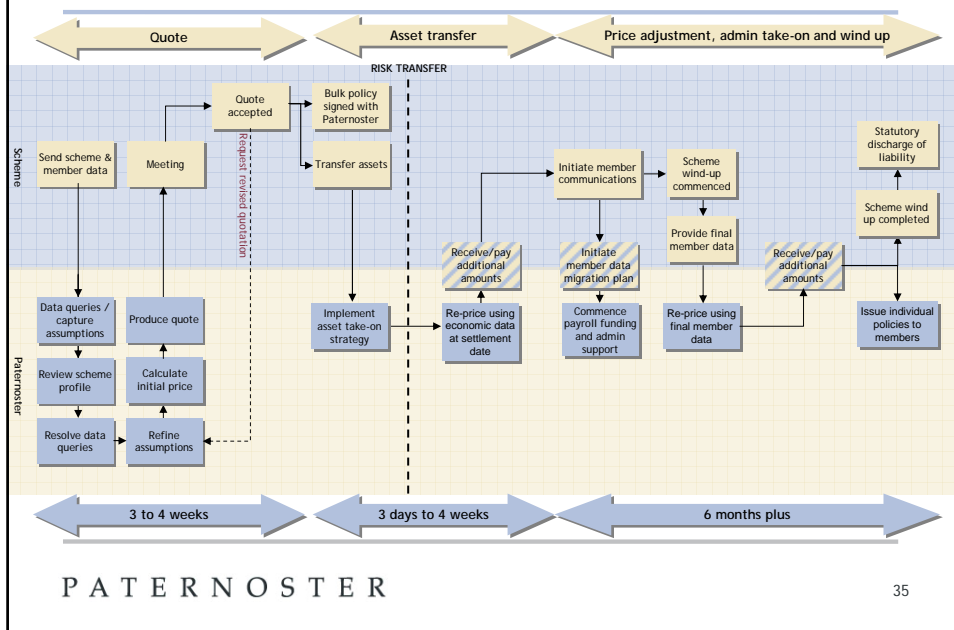 Quote
Asset transfer
Price adjustment, admin take-on and wind up
RISK TRANSFER
Scheme
Send scheme &
member data
Meeting
Quote
accepted
Request revised quotation
Bulk policy
signed with
Paternoster
Transfer assets
Receive/pay
additional
amounts
Initiate member
communications
Initiate
member data
migration plan
Scheme
wind-up
commenced
Provide final
member data
Receive/pay
additional
amounts
Statutory
discharge of
liability
Scheme wind
up completed
Paternoster
Data queries /
capture
assumptions
Review scheme
profile
Resolve data
queries
Produce quote
Calculate
initial price
Refine
assumptions
Implement
asset take-on
strategy
Re-price using
economic data
at settlement
date
Commence
payroll funding
and admin
support
Re-price using
final member
data
Issue individual
policies to
members
3 to 4 weeks
3 days to 4 weeks
6 months plus
PATERNOSTER
35